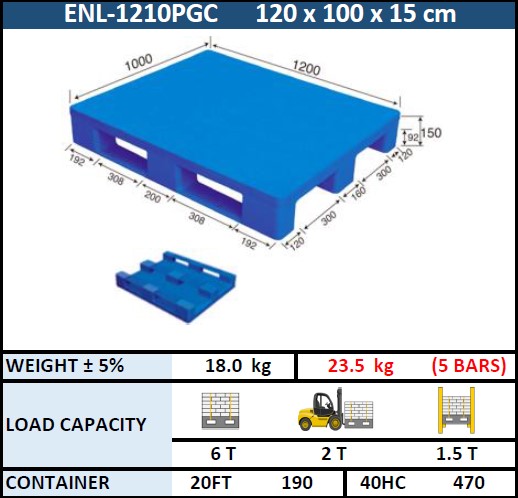 ENL-1210PGC 120 x 100 x 15 cm
1000
1200
150
92
120
300
160
300
120
192
308
200
308
192
WEIGHT ± 5% 18.0 kg 23.5 kg (5 BARS)
LOAD CAPACITY
6 T 2 T 1.5 T
CONTAINER 20FT 190 40HC 470